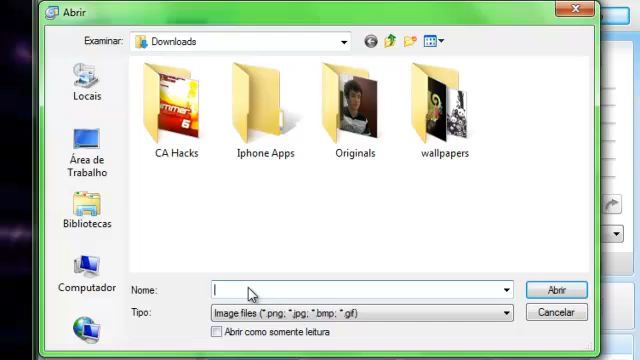 Abrir
Examinar:
Downloads
Locais
Área de
Trabalho
Bibliotecas
Computador
CA Hacks
Iphone Apps
Originals
wallpapers
Nome:
Abrir
Tipo:
Image files (*.png; *.jpg; *.bmp; *.gif)
Cancelar
Abrir como somente leitura